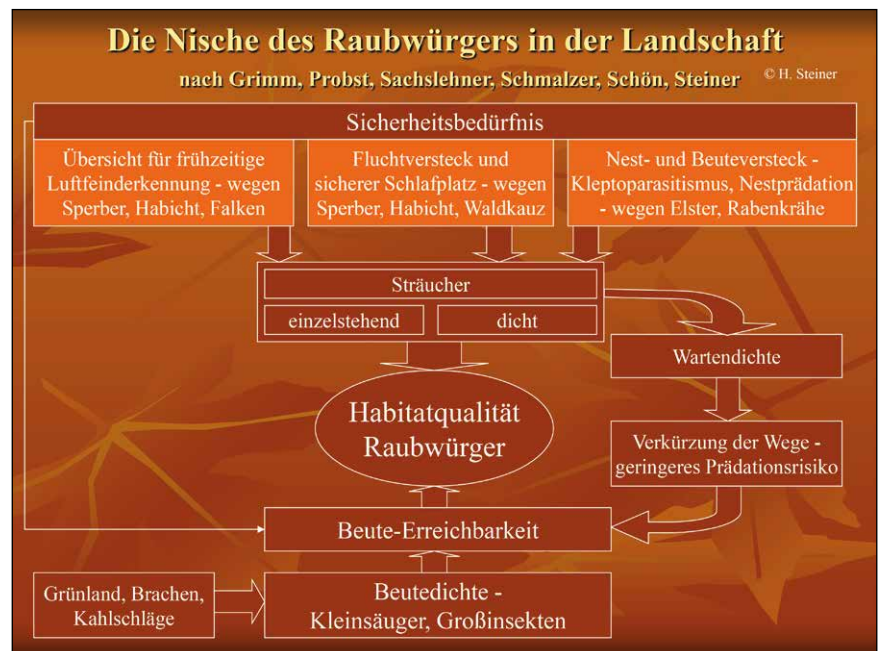 Die Nische des Raubwürgers in der Landschaft
nach Grimm, Probst, Sachslehner, Schmalzer, Schön, Steiner
© H. Steiner
Sicherheitsbedürfnis
Übersicht für frühzeitige
Luftfeinderkennung - wegen
Sperber, Habicht, Falken
Fluchtversteck und
sicherer Schlafplatz - wegen
Sperber, Habicht, Waldkauz
Nest- und Beuteversteck -
Kleptoparasitismus, Nestprädation
- wegen Elster, Rabenkrähe
Sträucher
einzelstehend
dicht
Wartendichte
Habitatqualität
Raubwürger
Verkürzung der Wege -
geringeres Prädationsrisiko
Beute-Erreichbarkeit
Grünland, Brachen,
Kahlschläge
Beutedichte -
Kleinsäuger, Großinsekten